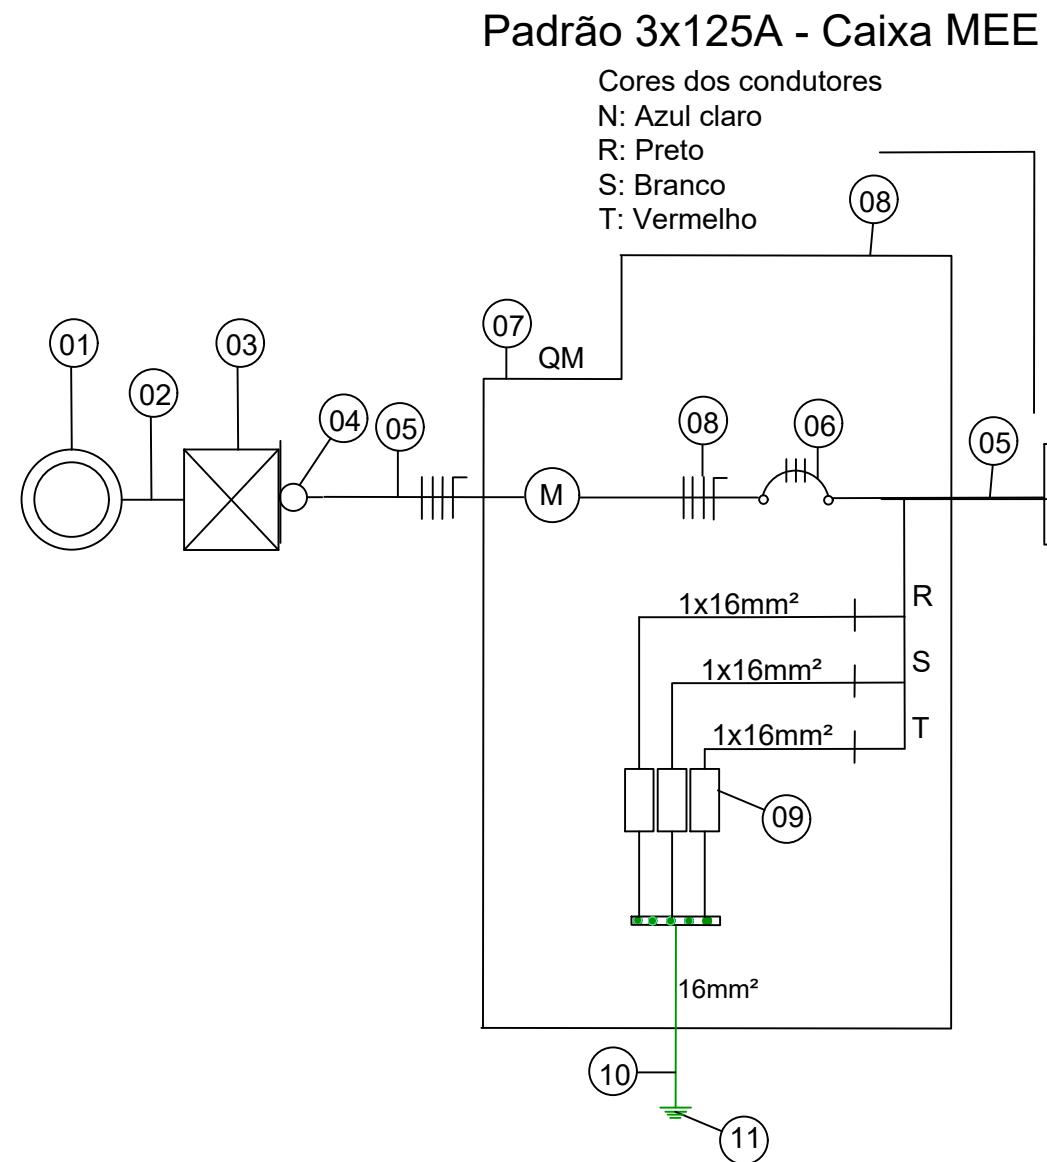 Padrão 3x125A - Caixa MEE
Cores dos condutores
N: Azul claro
R: Preto
S: Branco
T: Vermelho
08
07
QM
01
03
02
04
05
08
06
05
M
1x16mm²
R
1x16mm²
S
1x16mm²
T
09
16mm²
10
11